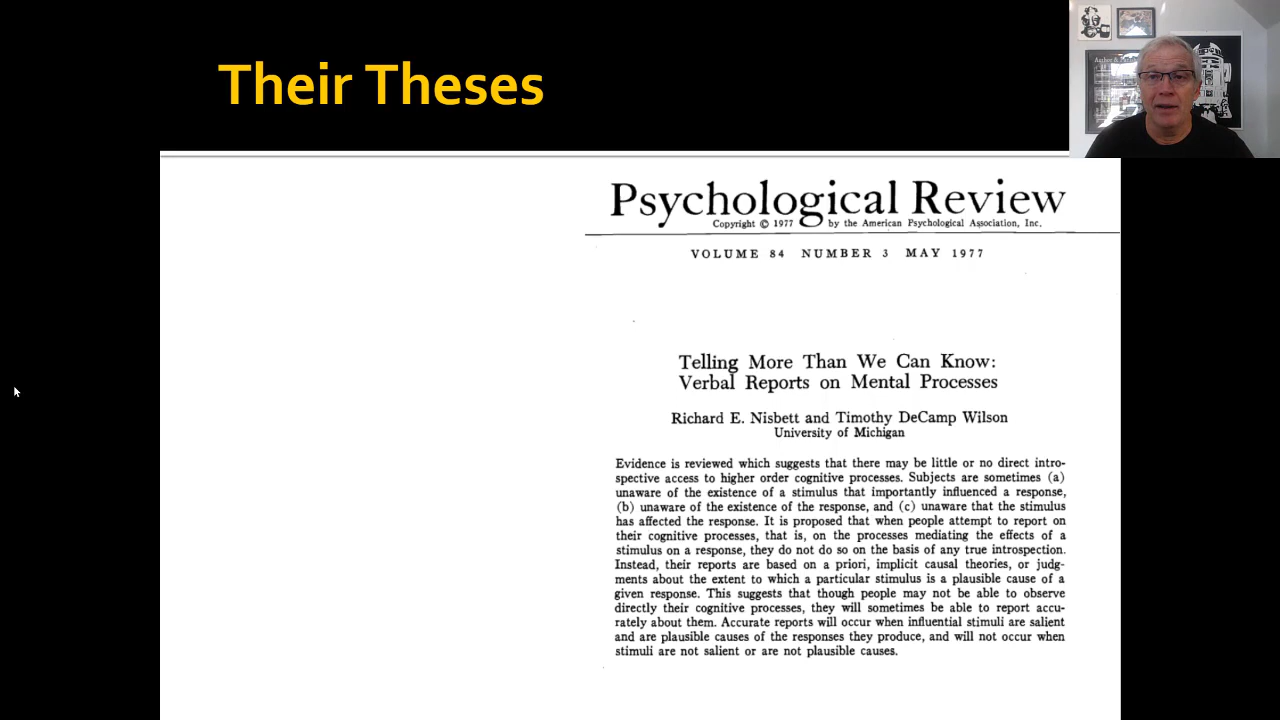 Their Theses
Psychological Review
Copyright © 1977 by the American Psychological Association, Inc.
VOLUME 84 NUMBER 3 MAY 1977
Telling More Than We Can Know:
Verbal Reports on Mental Processes
Richard E. Nisbett and Timothy DeCamp Wilson
University of Michigan
Evidence is reviewed which suggests that there may be little or no direct intro-
spective access to higher order cognitive processes. Subjects are sometimes (a)
unaware of the existence of a stimulus that importantly influenced a response,
(b) unaware of the existence of the response, and (c) unaware that the stimulus
has affected the response. It is proposed that when people attempt to report on
their cognitive processes, that is, on the processes mediating the effects of a
stimulus on a response, they do not do so on the basis of any true introspection.
Instead, their reports are based on a priori, implicit causal theories, or judg-
ments about the extent to which a particular stimulus is a plausible cause of a
given response. This suggests that though people may not be able to observe
directly their cognitive processes, they will sometimes be able to report accu-
rately about them. Accurate reports will occur when influential stimuli are salient
and are plausible causes of the responses they produce, and will not occur when
stimuli are not salient or are not plausible causes.